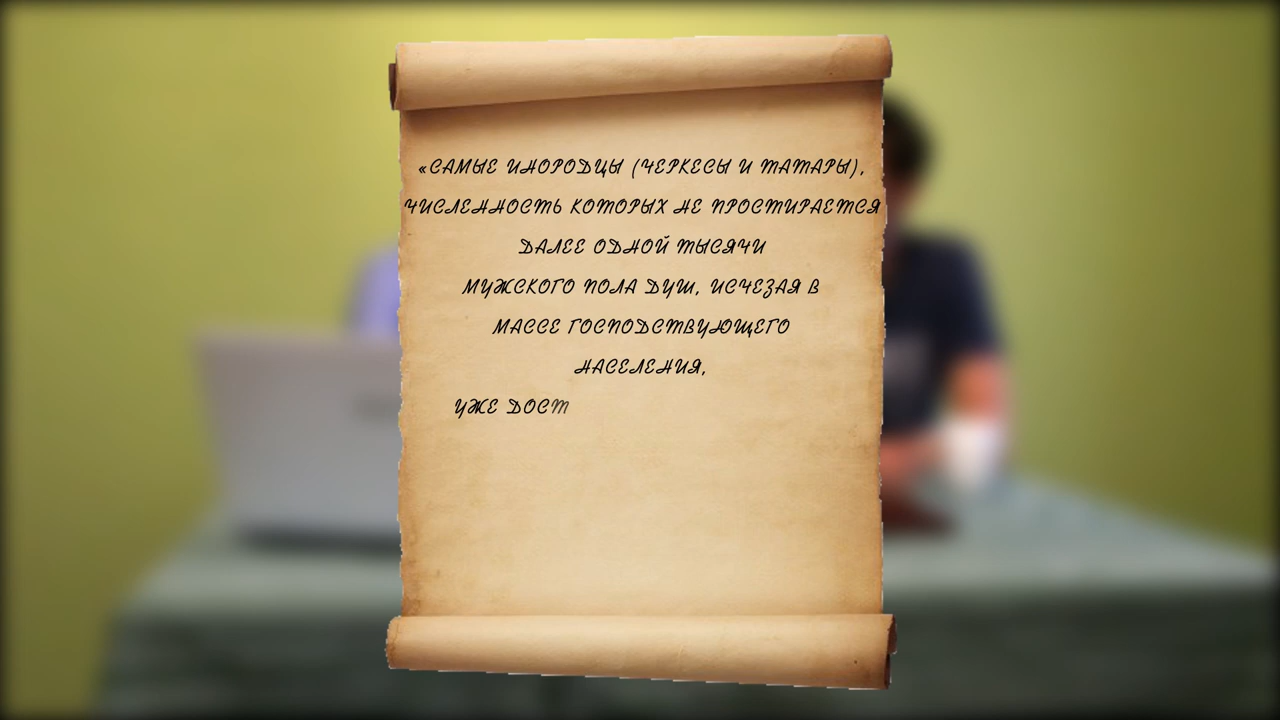 «САМЫЕ ИНОРОДЦЫ (ЧЕРКЕСЫ И ТАТАРЫ),
ЧИСЛЕННОСТЬ КОТОРЫХ НЕ ПРОСТИРАЕТСЯ
ДАЛЕЕ ОДНОЙ ТЫСЯЧИ
МУЖСКОГО ПОЛА ДУШ, ИСЧЕЗАЯ В
МАССЕ ГОСПОДСТВУЮЩЕГО
НАСЕЛЕНИЯ,
УЖЕ ДОСТ